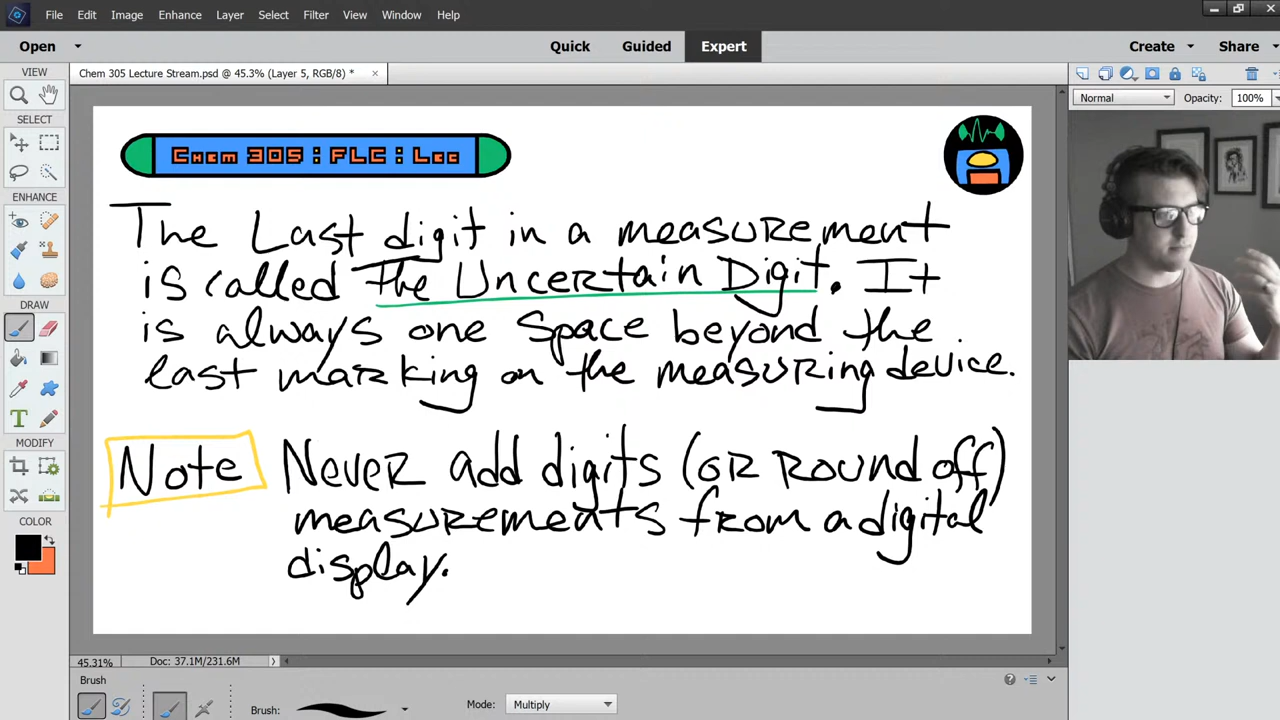 File Edit Image Enhance Layer Select Filter View Window Help
Open Quick Guided Expert Create Share
Chem 305 Lecture Stream.psd @ 45.3% (Layer 5, RGB/8) *
VIEW
SELECT
ENHANCE
DRAW
MODIFY
COLOR
Normal Opacity: 100%
Chem 305 : FLC : Lec
The Last digit in a measurement
is called The Uncertain Digit. It
is always one space beyond the
last marking on the measuring device.
Note Never add digits (or round off)
measurements from a digital
display.
45.31% Doc: 37.1M/231.6M
Brush
Brush: Mode: Multiply